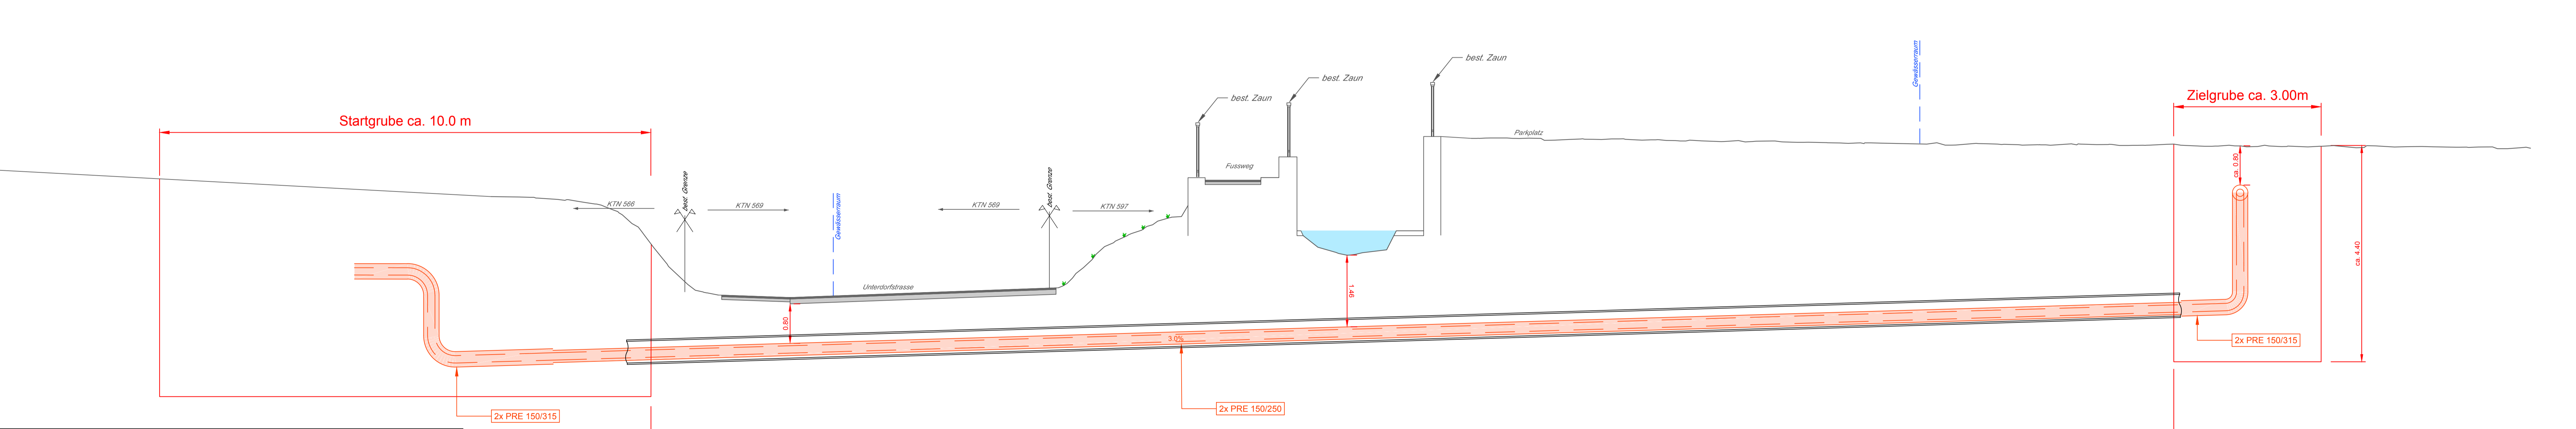 best. Zaun
best. Zaun
best. Zaun
Gewässerraum
Startgrube ca. 10.0 m
Zielgrube ca. 3.00m
Parkplatz
Fussweg
ca. 0.80
best. Grenze
best. Grenze
KTN 566
KTN 569
KTN 569
KTN 597
Gewässerraum
ca. 4.40
Unterdorfstrasse
1.46
0.80
3.0%
2x PRE 150/315
2x PRE 150/250
2x PRE 150/315